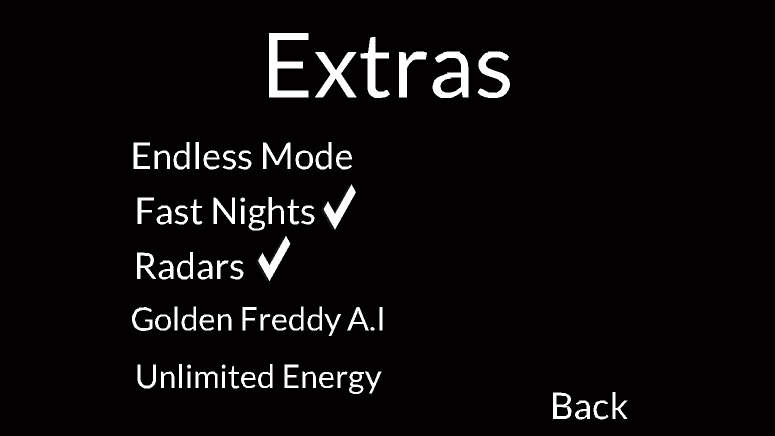 Extras
Endless Mode
Fast Nights
Radars
Golden Freddy A.I
Unlimited Energy
Back